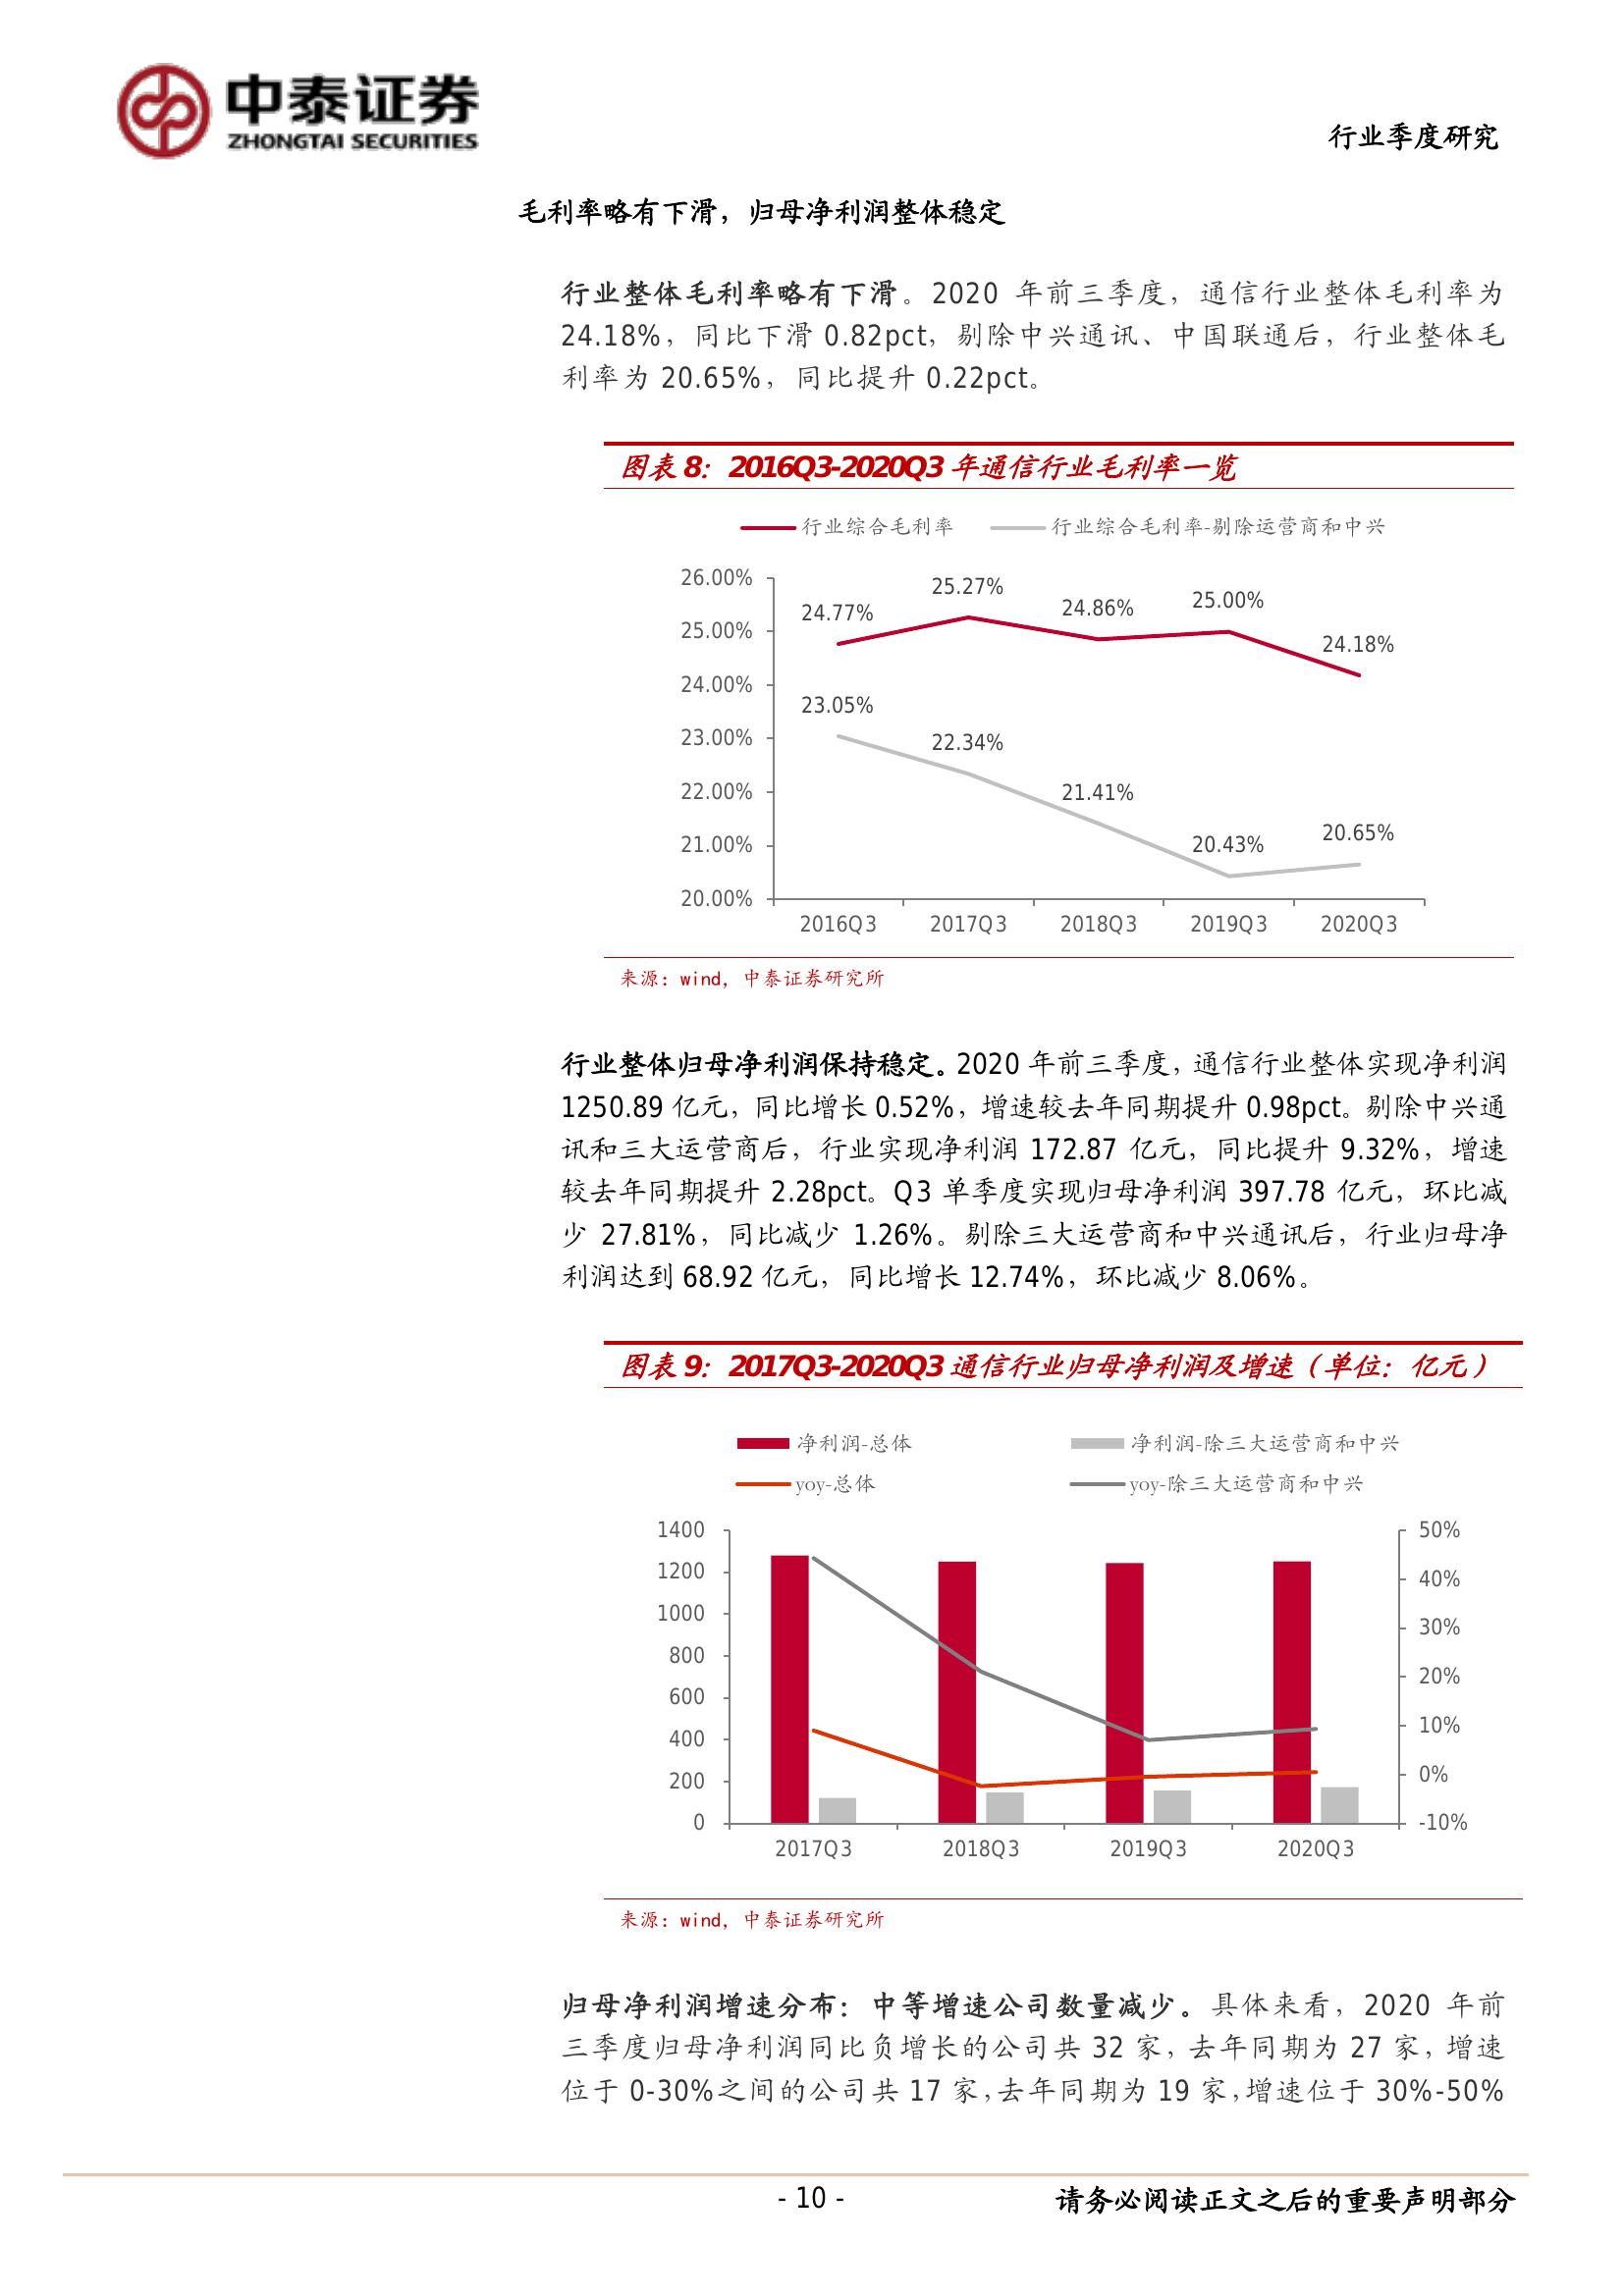 中泰证券
ZHONGTAI SECURITIES
行业季度研究
毛利率略有下滑，归母净利润整体稳定
行业整体毛利率略有下滑。2020 年前三季度，通信行业整体毛利率为
24.18%，同比下滑 0.82pct，剔除中兴通讯、中国联通后，行业整体毛
利率为 20.65%，同比提升 0.22pct。
图表 8：2016Q3-2020Q3 年通信行业毛利率一览
行业综合毛利率 行业综合毛利率-剔除运营商和中兴
26.00%
25.00%
24.00%
23.00%
22.00%
21.00%
20.00%
24.77%
25.27%
24.86%
25.00%
24.18%
23.05%
22.34%
21.41%
20.43%
20.65%
2016Q3 2017Q3 2018Q3 2019Q3 2020Q3
来源：wind，中泰证券研究所
行业整体归母净利润保持稳定。2020 年前三季度，通信行业整体实现净利润
1250.89 亿元，同比增长 0.52%，增速较去年同期提升 0.98pct。剔除中兴通
讯和三大运营商后，行业实现净利润 172.87 亿元，同比提升 9.32%，增速
较去年同期提升 2.28pct。Q3 单季度实现归母净利润 397.78 亿元，环比减
少 27.81%，同比减少 1.26%。剔除三大运营商和中兴通讯后，行业归母净
利润达到 68.92 亿元，同比增长 12.74%，环比减少 8.06%。
图表 9：2017Q3-2020Q3 通信行业归母净利润及增速（单位：亿元）
净利润-总体 净利润-除三大运营商和中兴
yoy-总体 yoy-除三大运营商和中兴
1400
1200
1000
800
600
400
200
0
50%
40%
30%
20%
10%
0%
-10%
2017Q3 2018Q3 2019Q3 2020Q3
来源：wind，中泰证券研究所
归母净利润增速分布：中等增速公司数量减少。具体来看，2020 年前
三季度归母净利润同比负增长的公司共 32 家，去年同期为 27 家，增速
位于 0-30%之间的公司共 17 家，去年同期为 19 家，增速位于 30%-50%
- 10 -
请务必阅读正文之后的重要声明部分